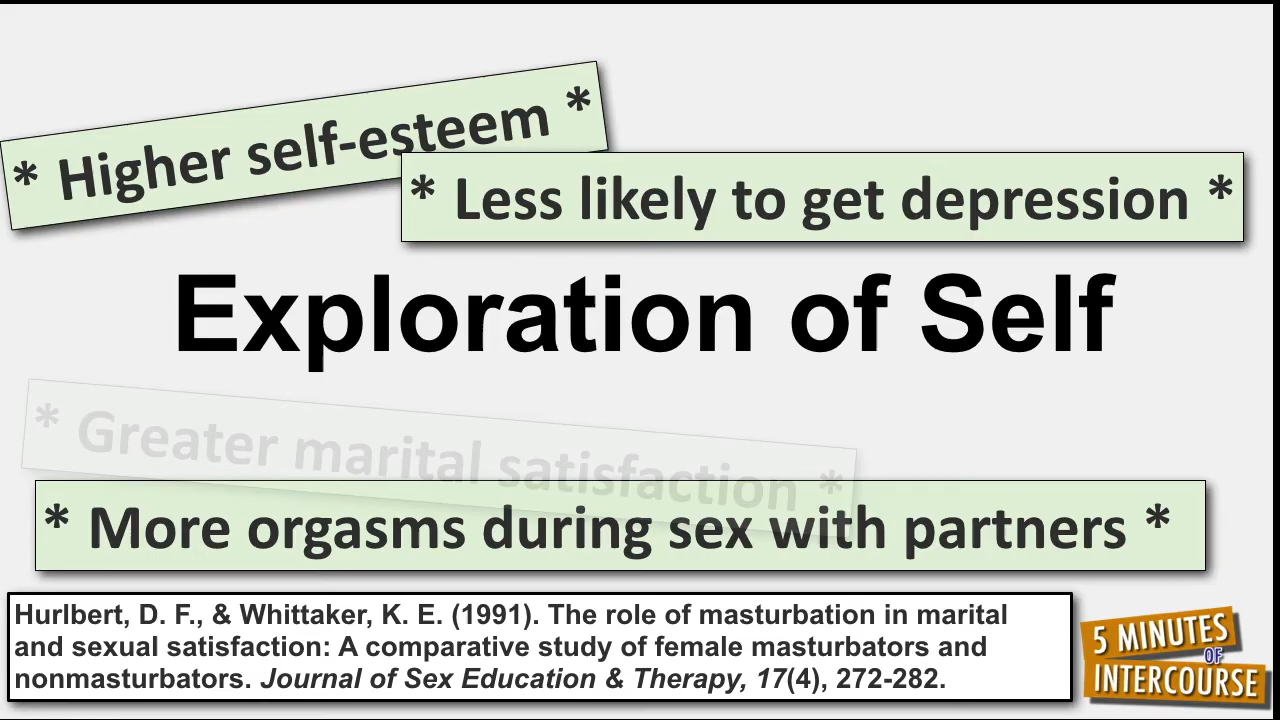 * Higher self-esteem *
* Less likely to get depression *
Exploration of Self
* Greater marital satisfaction *
* More orgasms during sex with partners *
Hurlbert, D. F., & Whittaker, K. E. (1991). The role of masturbation in marital
and sexual satisfaction: A comparative study of female masturbators and
nonmasturbators. Journal of Sex Education & Therapy, 17(4), 272-282.
5 MINUTES
OF
INTERCOURSE